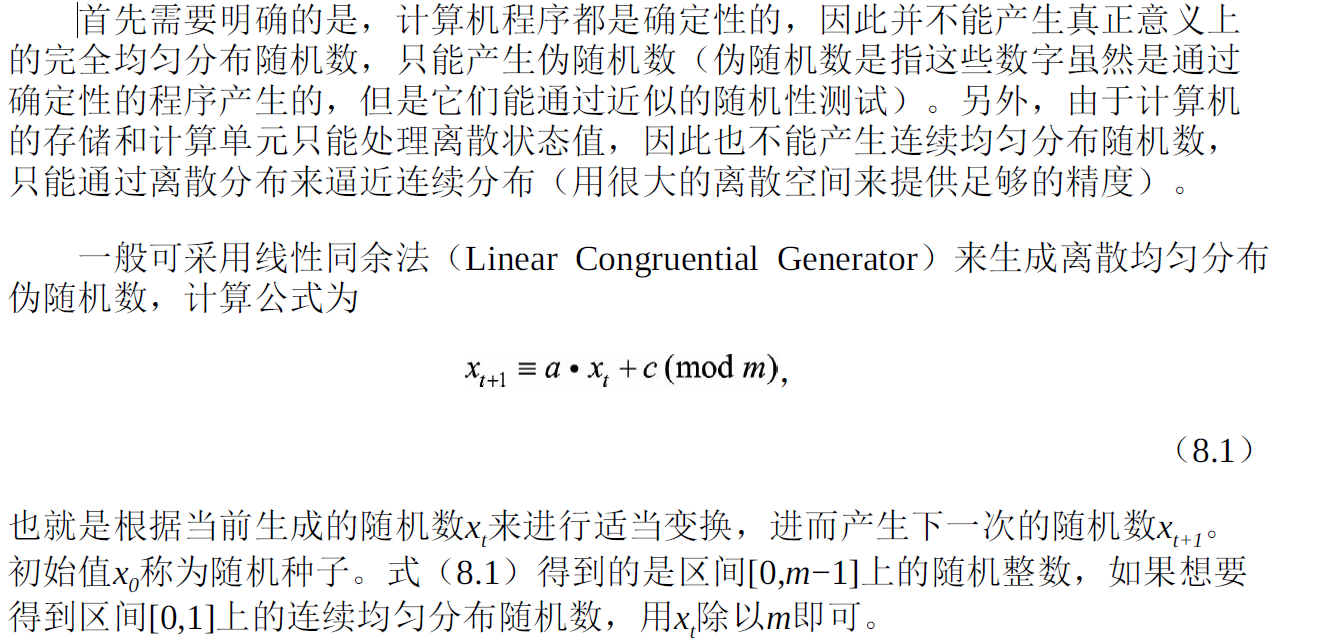 首先需要明确的是，计算机程序都是确定性的，因此并不能产生真正意义上
的完全均匀分布随机数，只能产生伪随机数（伪随机数是指这些数字虽然是通过
确定性的程序产生的，但是它们能通过近似的随机性测试）。另外，由于计算机
的存储和计算单元只能处理离散状态值，因此也不能产生连续均匀分布随机数，
只能通过离散分布来逼近连续分布（用很大的离散空间来提供足够的精度）。
一般可采用线性同余法（Linear Congruential Generator）来生成离散均匀分布
伪随机数，计算公式为
x_{t+1} ≡ a • x_t + c (mod m),
（8.1）
也就是根据当前生成的随机数x_t来进行适当变换，进而产生下一次的随机数x_{t+1}。
初始值x_0称为随机种子。式（8.1）得到的是区间[0,m−1]上的随机整数，如果想要
得到区间[0,1]上的连续均匀分布随机数，用x_t除以m即可。